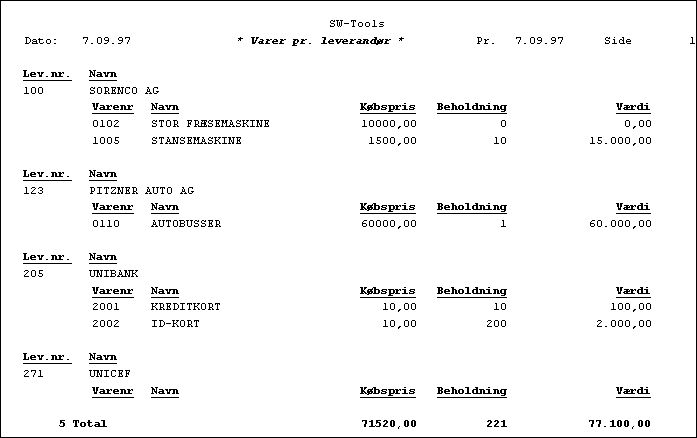 SW-Tools
Dato: 7.09.97 * Varer pr. leverandør * Pr. 7.09.97 Side 1
Lev.nr. Navn
100 SORENCO AG
Varenr Navn Købspris Beholdning Værdi
0102 STOR FRÆSEMASKINE 10000,00 0 0,00
1005 STANSEMASKINE 1500,00 10 15.000,00
Lev.nr. Navn
123 PITZNER AUTO AG
Varenr Navn Købspris Beholdning Værdi
0110 AUTOBUSSER 60000,00 1 60.000,00
Lev.nr. Navn
205 UNIBANK
Varenr Navn Købspris Beholdning Værdi
2001 KREDITKORT 10,00 10 100,00
2002 ID-KORT 10,00 200 2.000,00
Lev.nr. Navn
271 UNICEF
Varenr Navn Købspris Beholdning Værdi
5 Total 71520,00 221 77.100,00